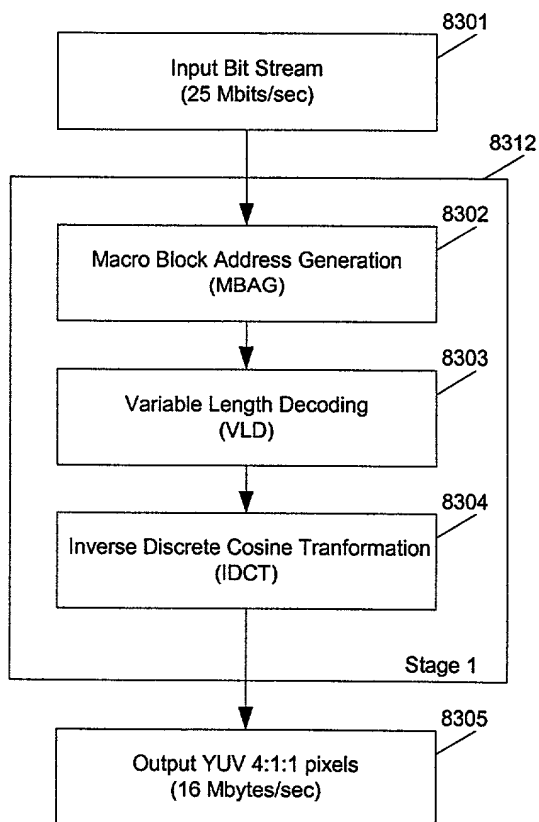 8301
Input Bit Stream
(25 Mbits/sec)
8312
8302
Macro Block Address Generation
(MBAG)
8303
Variable Length Decoding
(VLD)
8304
Inverse Discrete Cosine Tranformation
(IDCT)
Stage 1
8305
Output YUV 4:1:1 pixels
(16 Mbytes/sec)